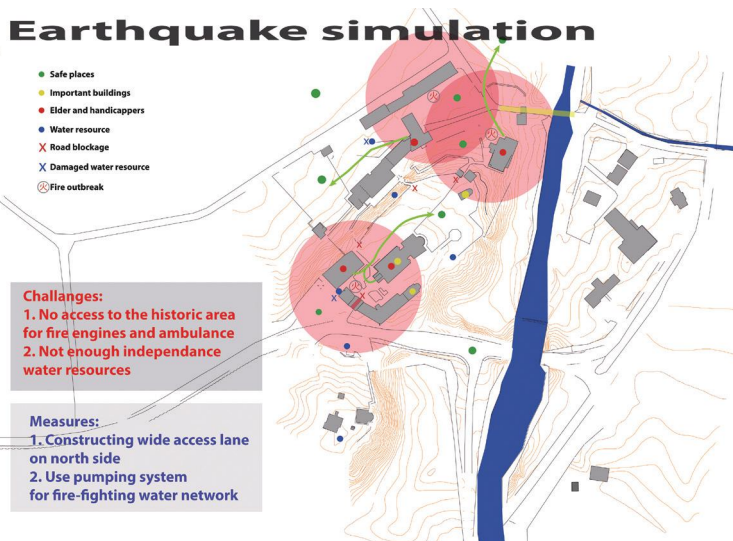 Earthquake simulation
Safe places
Important buildings
Elder and handicappers
Water resource
X Road blockage
X Damaged water resource
Fire outbreak
Challanges:
1. No access to the historic area
for fire engines and ambulance
2. Not enough independance
water resources
Measures:
1. Constructing wide access lane
on north side
2. Use pumping system
for fire-fighting water network